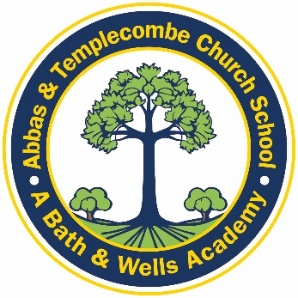 Abbas & Templecombe Church School
• A Bath & Wells Academy •